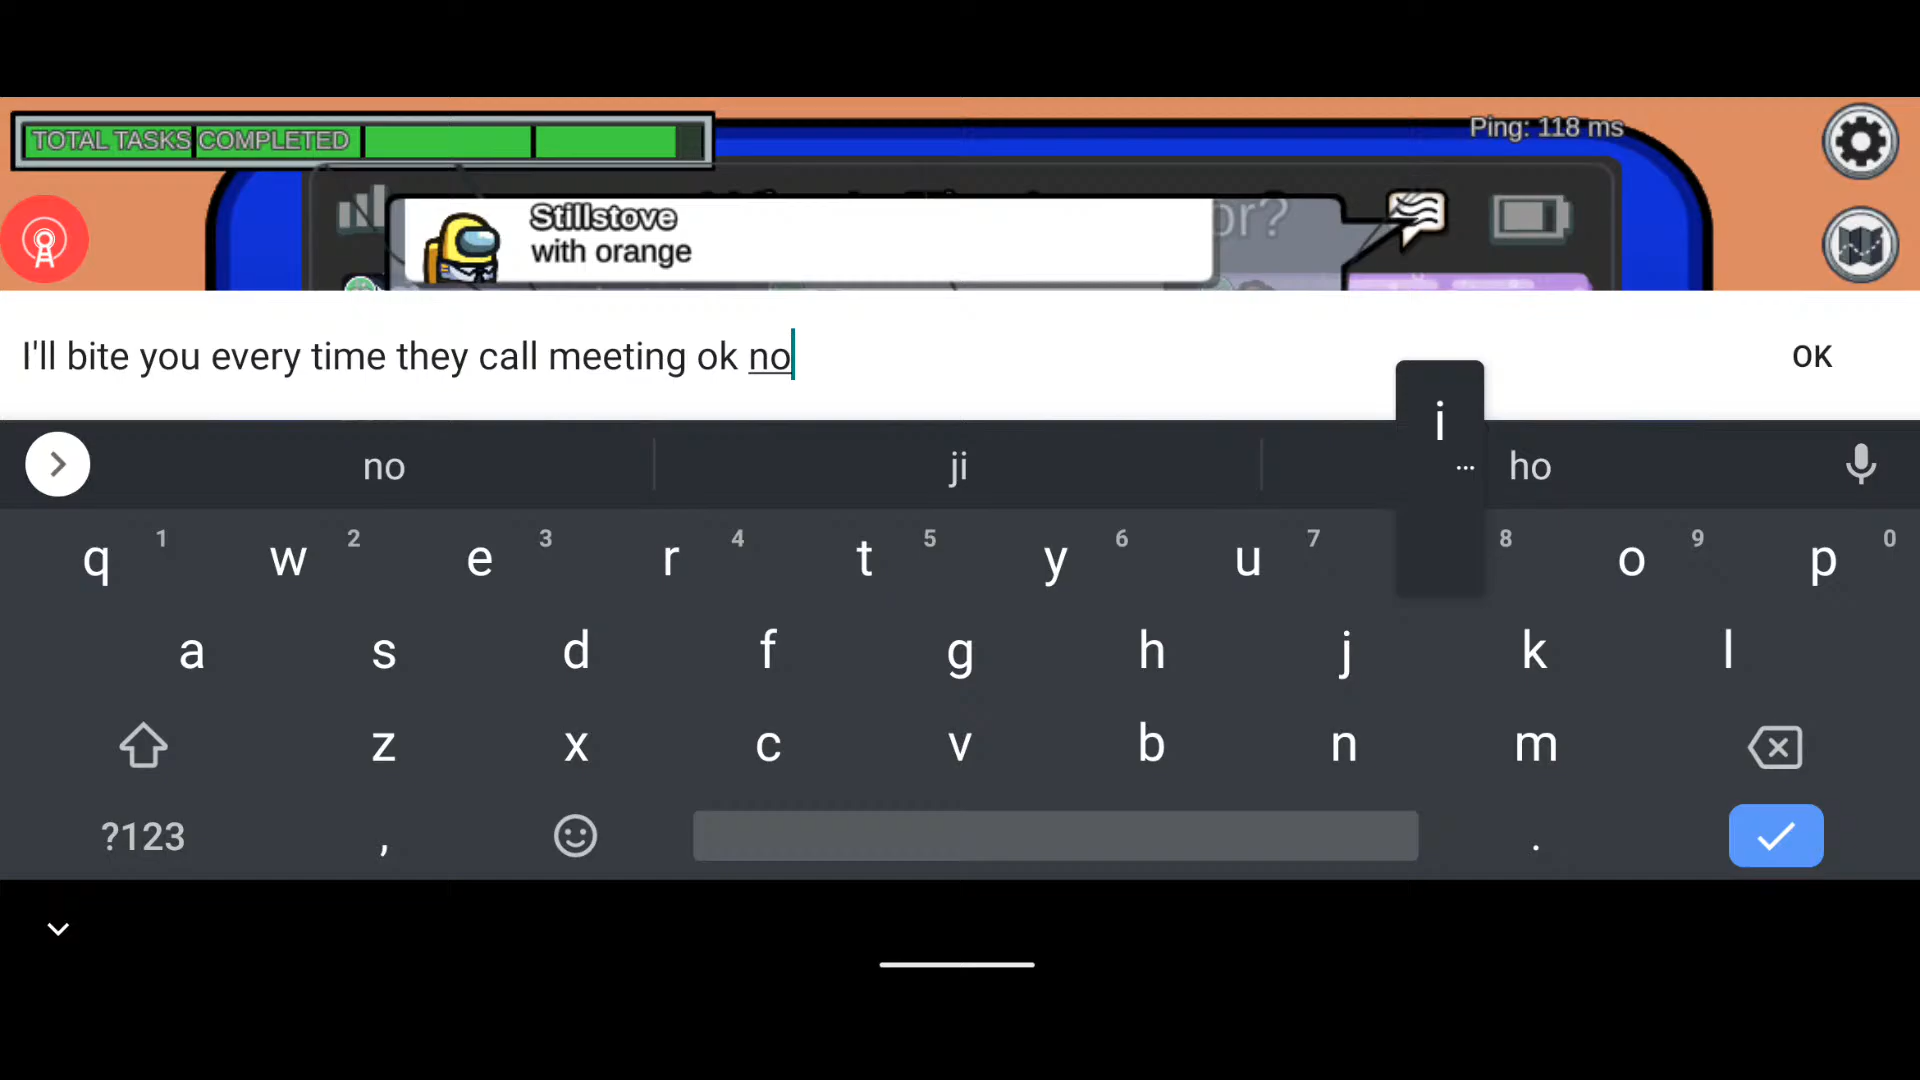 TOTAL TASKS COMPLETED
Ping: 118 ms
or?
Stillstove
with orange
I'll bite you every time they call meeting ok no
OK
i
no
ji
... ho
q 1 w 2 e 3 r 4 t 5 y 6 u 7 8 o 9 p 0
a s d f g h j k l
z x c v b n m
?123 , .